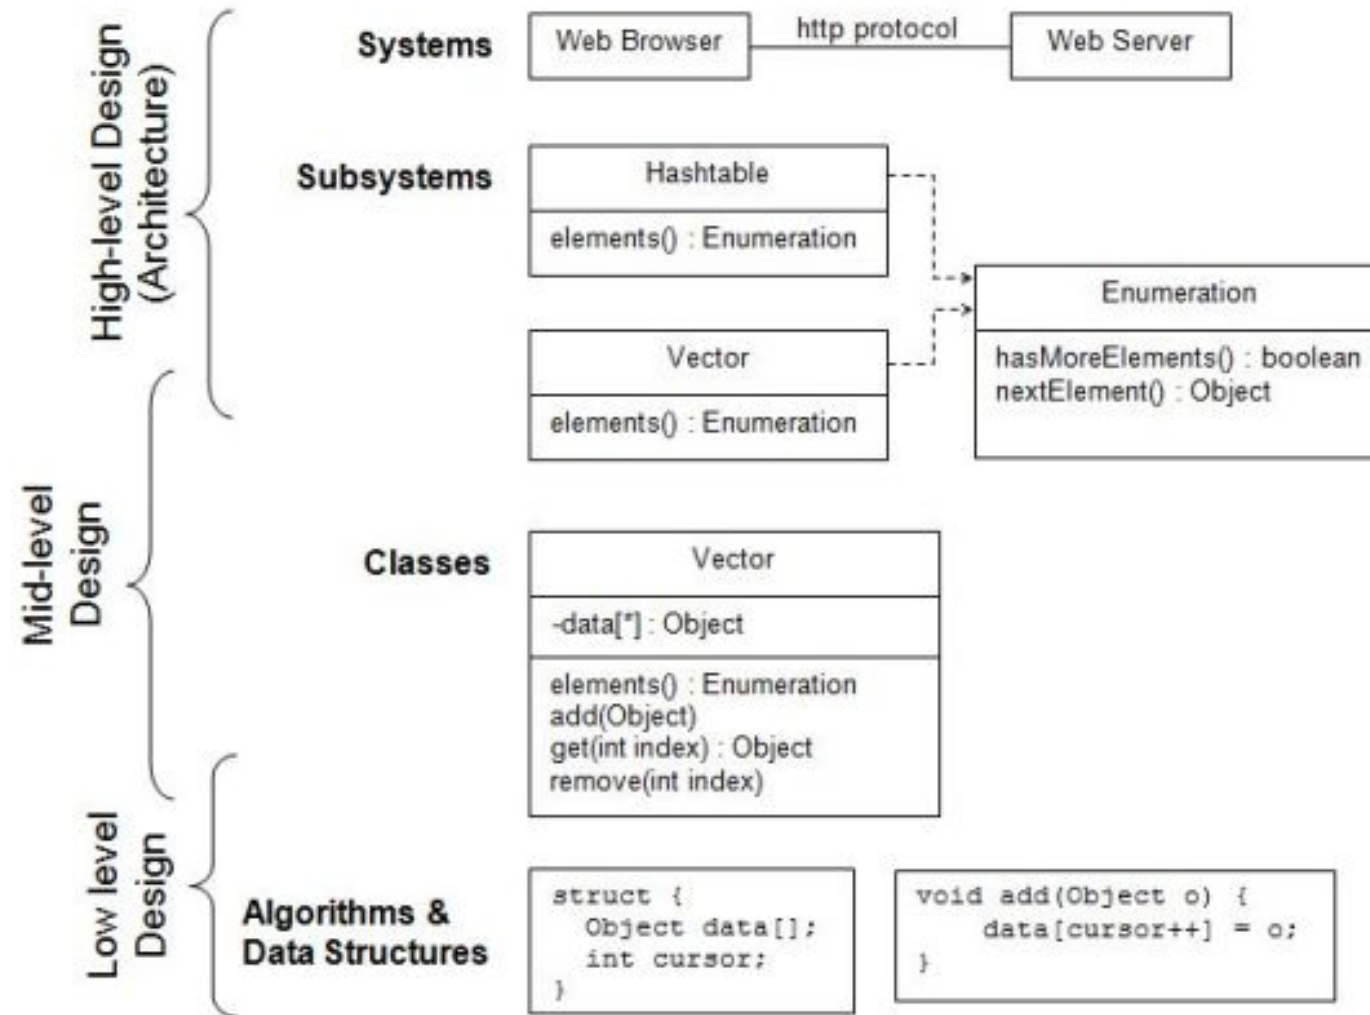 High-level Design
(Architecture)
Systems
Web Browser
http protocol
Web Server
Subsystems
Hashtable
elements() : Enumeration
Enumeration
hasMoreElements() : boolean
nextElement() : Object
Vector
elements() : Enumeration
Mid-level
Design
Classes
Vector
-data[*] : Object
elements() : Enumeration
add(Object)
get(int index) : Object
remove(int index)
Low level
Design
Algorithms &
Data Structures
struct {
  Object data[];
  int cursor;
}
void add(Object o) {
    data[cursor++] = o;
}